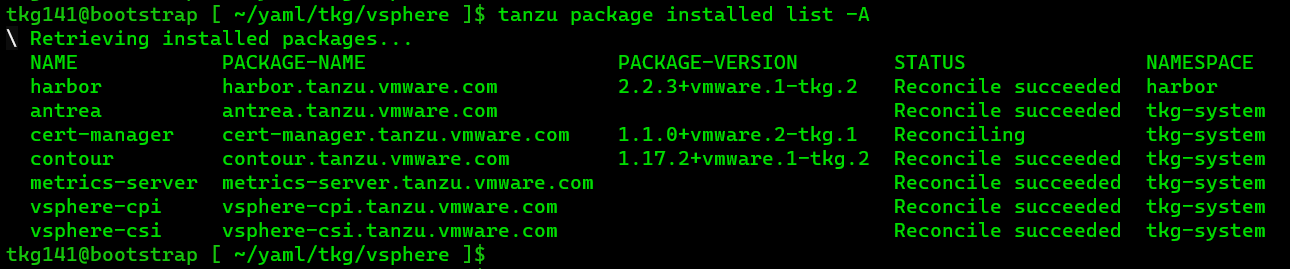 tkg141@bootstrap [ ~/yaml/tkg/vsphere ]$ tanzu package installed list -A
\ Retrieving installed packages...
NAME PACKAGE-NAME PACKAGE-VERSION STATUS NAMESPACE
harbor harbor.tanzu.vmware.com 2.2.3+vmware.1-tkg.2 Reconcile succeeded harbor
antrea antrea.tanzu.vmware.com Reconcile succeeded tkg-system
cert-manager cert-manager.tanzu.vmware.com 1.1.0+vmware.2-tkg.1 Reconciling tkg-system
contour contour.tanzu.vmware.com 1.17.2+vmware.1-tkg.2 Reconcile succeeded tkg-system
metrics-server metrics-server.tanzu.vmware.com Reconcile succeeded tkg-system
vsphere-cpi vsphere-cpi.tanzu.vmware.com Reconcile succeeded tkg-system
vsphere-csi vsphere-csi.tanzu.vmware.com Reconcile succeeded tkg-system
tkg141@bootstrap [ ~/yaml/tkg/vsphere ]$